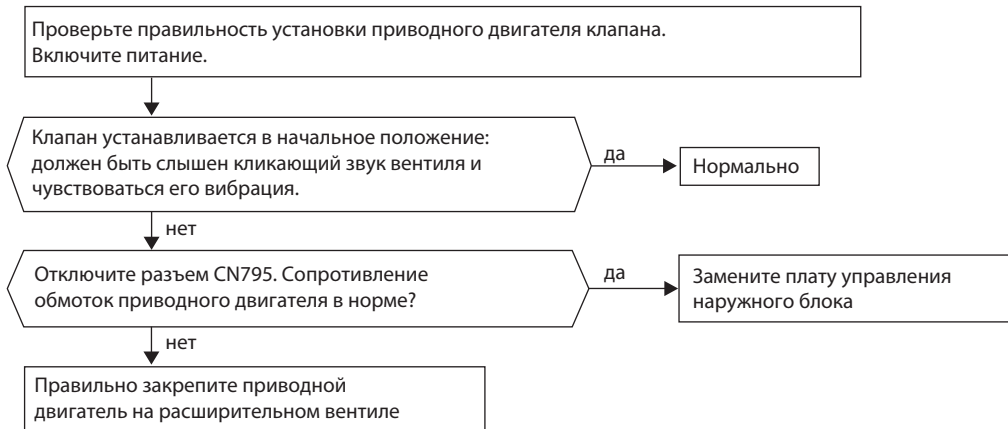 Проверьте правильность установки приводного двигателя клапана.
Включите питание.
Клапан устанавливается в начальное положение:
должен быть слышен кликающий звук вентиля и
чувствоваться его вибрация.
да
Нормально
нет
Отключите разъем CN795. Сопротивление
обмоток приводного двигателя в норме?
да
Замените плату управления
наружного блока
нет
Правильно закрепите приводной
двигатель на расширительном вентиле